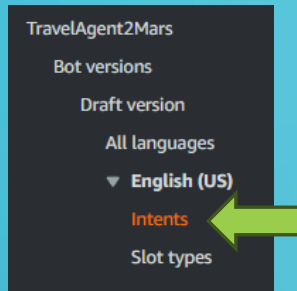 TravelAgent2Mars
Bot versions
Draft version
All languages
English (US)
Intents
Slot types